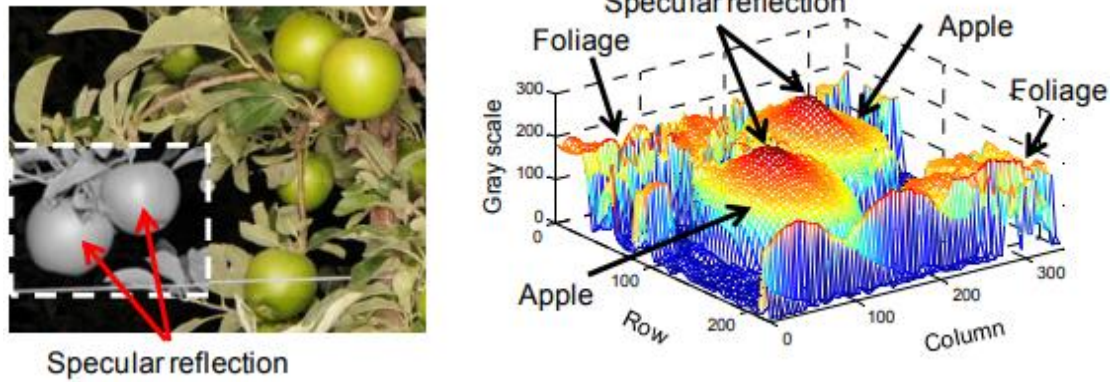 Specular reflection
Specular reflection
Foliage
Apple
Foliage
Apple
Gray scale
300
200
100
0
0
100
200
Row
0
100
200
300
Column